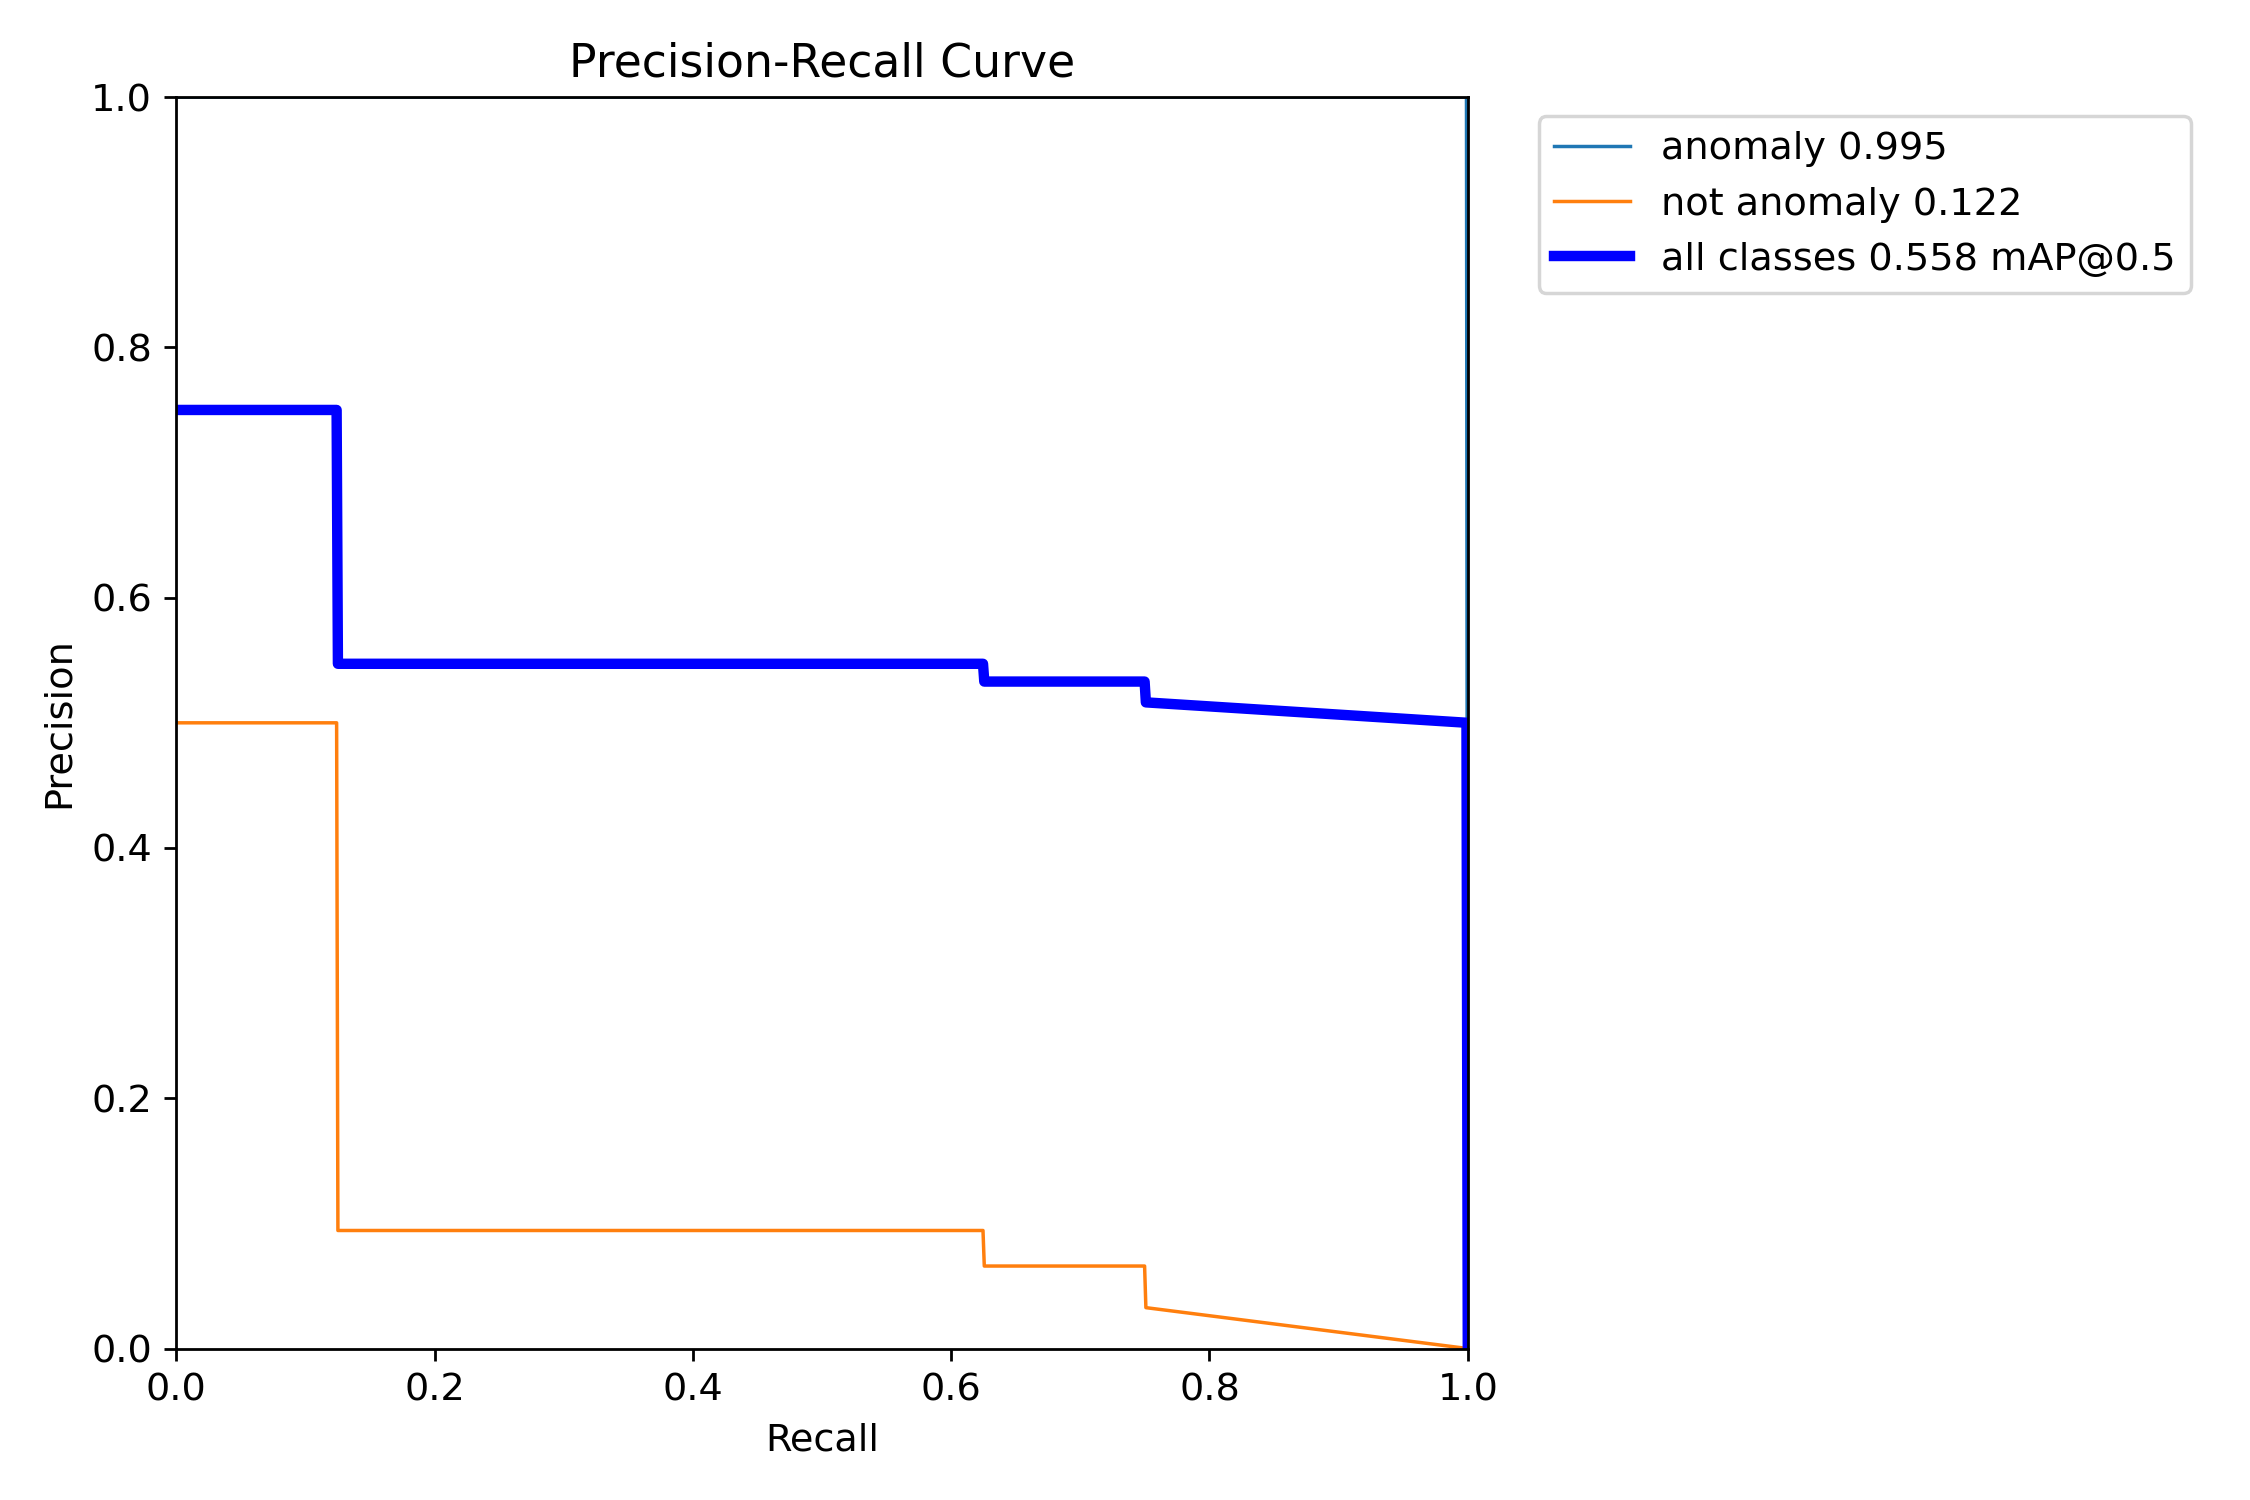 Precision-Recall Curve
1.0
0.8
0.6
0.4
0.2
0.0
Precision
0.0 0.2 0.4 0.6 0.8 1.0
Recall
anomaly 0.995
not anomaly 0.122
all classes 0.558 mAP@0.5